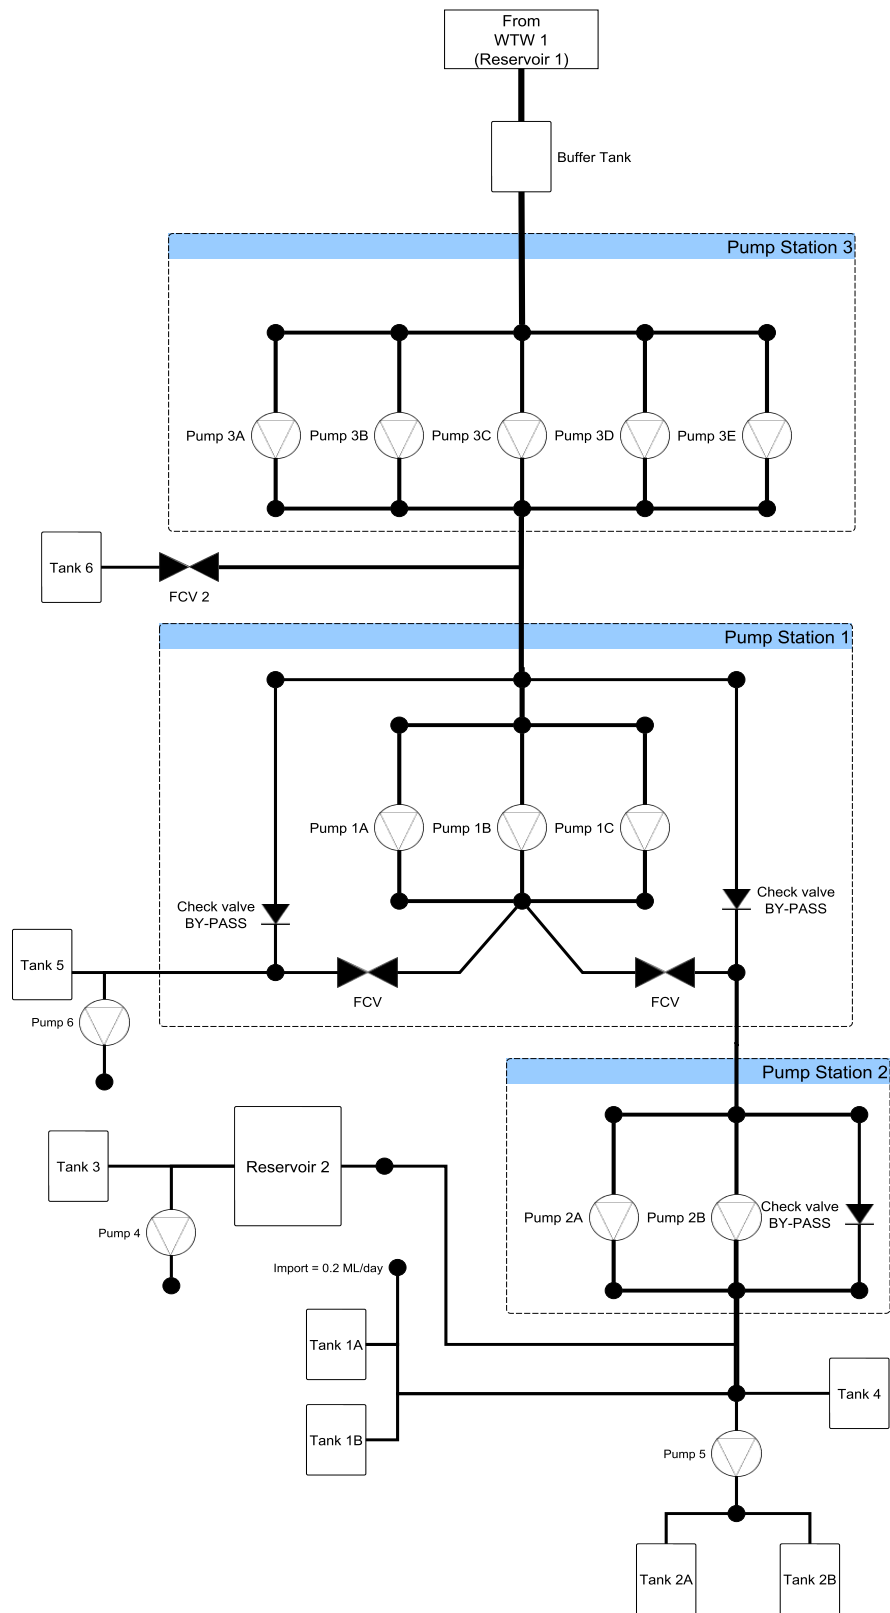 From
WTW 1
(Reservoir 1)
Buffer Tank
Pump Station 3
Pump 3A
Pump 3B
Pump 3C
Pump 3D
Pump 3E
Tank 6
FCV 2
Pump Station 1
Pump 1A
Pump 1B
Pump 1C
Check valve
BY-PASS
Check valve
BY-PASS
Tank 5
FCV
FCV
Pump 6
Pump Station 2
Tank 3
Reservoir 2
Pump 2A
Pump 2B
Check valve
BY-PASS
Pump 4
Import = 0.2 ML/day
Tank 1A
Tank 4
Tank 1B
Pump 5
Tank 2A
Tank 2B